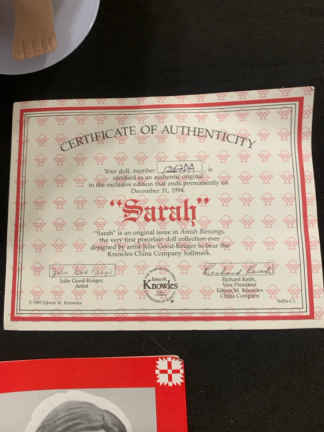 CERTIFICATE OF AUTHENTICITY
Your doll, number is
certified as an authentic original
in the exclusive edition that ends permanently on
December 31, 1994.
"Sarah"
"Sarah" is an original issue in Amish Blessings,
the very first porcelain doll collection ever
designed by artist Julie Good-Krüger to bear the
Knowles China Company hallmark.
Julie Good-Krüger,
Artist
Knowles
Richard Kosik,
Vice President
Edwin M. Knowles
China Company
Edwin M. Knowles